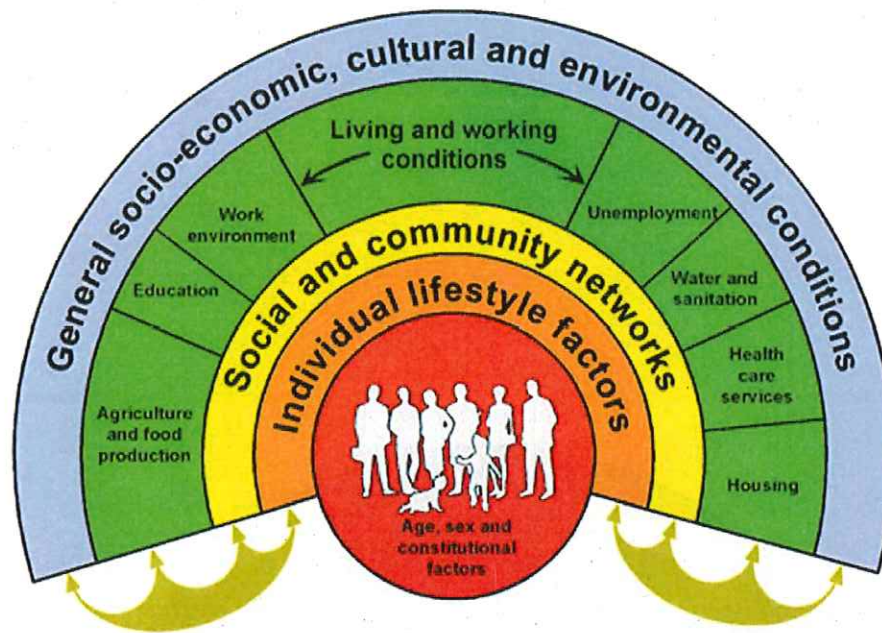 General socio-economic, cultural and environmental conditions
Living and working
conditions
Work
environment
Unemployment
Education
Water and
sanitation
Agriculture
and food
production
Health
care
services
Housing
Social and community networks
Individual lifestyle factors
Age, sex and
constitutional
factors